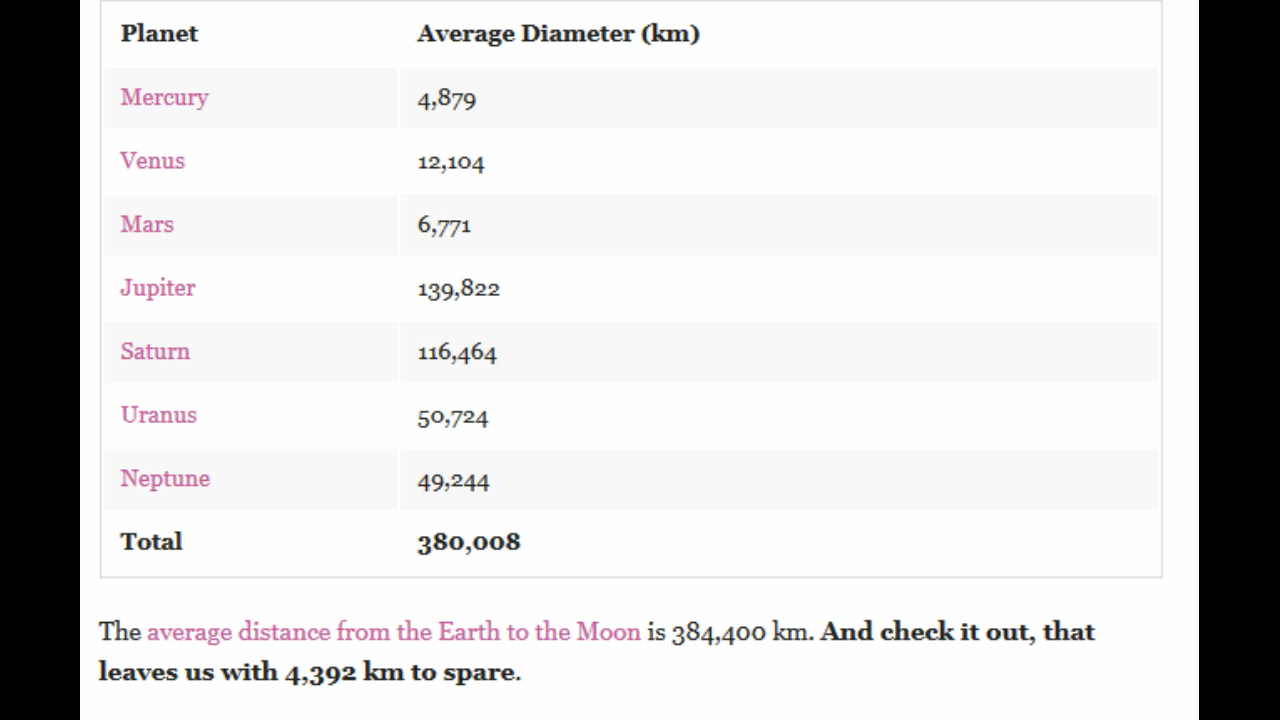 Planet Average Diameter (km)
Mercury 4,879
Venus 12,104
Mars 6,771
Jupiter 139,822
Saturn 116,464
Uranus 50,724
Neptune 49,244
Total 380,008
The average distance from the Earth to the Moon is 384,400 km. And check it out, that
leaves us with 4,392 km to spare.